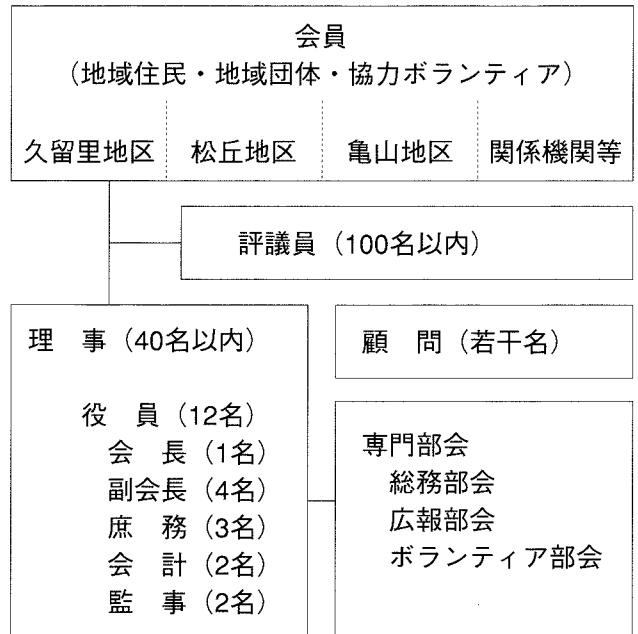 会員
（地域住民・地域団体・協力ボランティア）
久留里地区 松丘地区 亀山地区 関係機関等
評議員（100名以内）
理　事（40名以内）
役　員（12名）
会　長（1名）
副会長（4名）
庶　務（3名）
会　計（2名）
監　事（2名）
顧　問（若干名）
専門部会
総務部会
広報部会
ボランティア部会